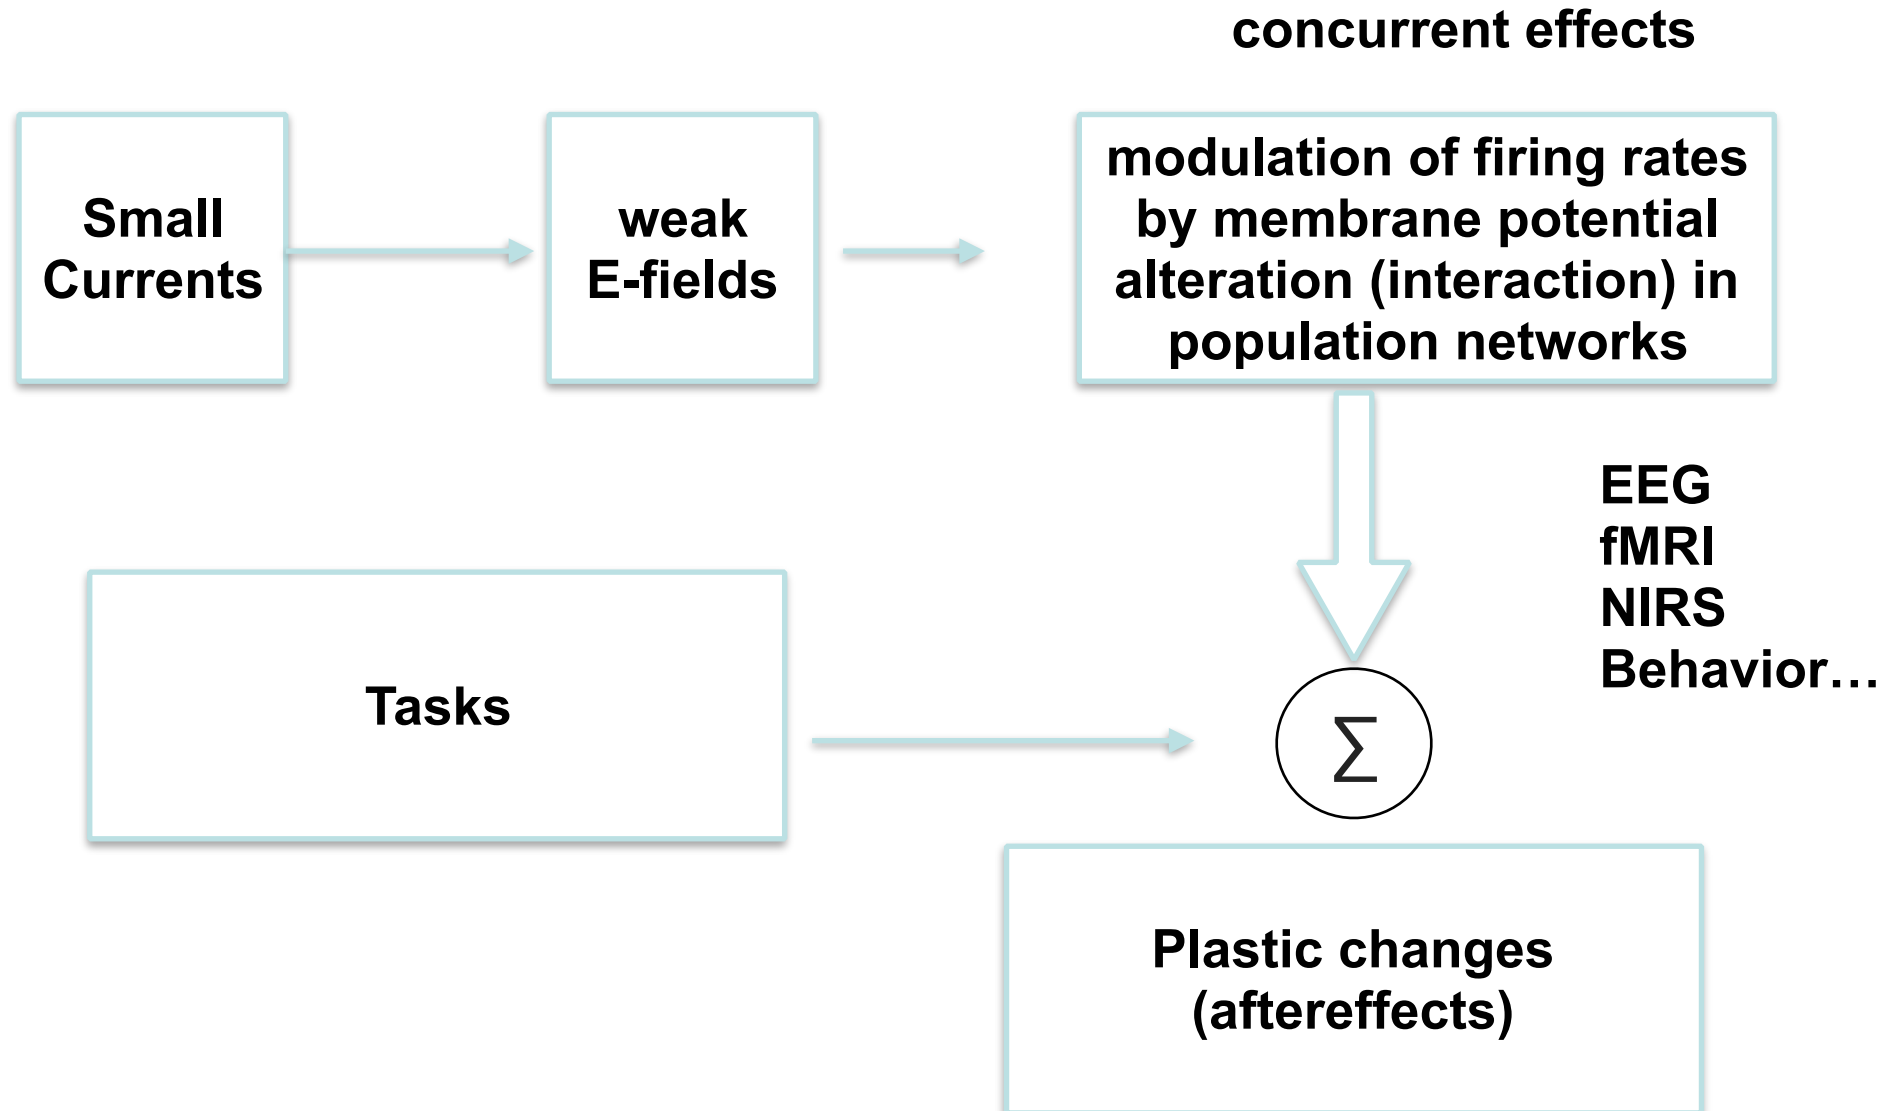 concurrent effects
Small
Currents
weak
E-fields
modulation of firing rates
by membrane potential
alteration (interaction) in
population networks
EEG
fMRI
NIRS
Behavior…
Tasks
∑
Plastic changes
(aftereffects)